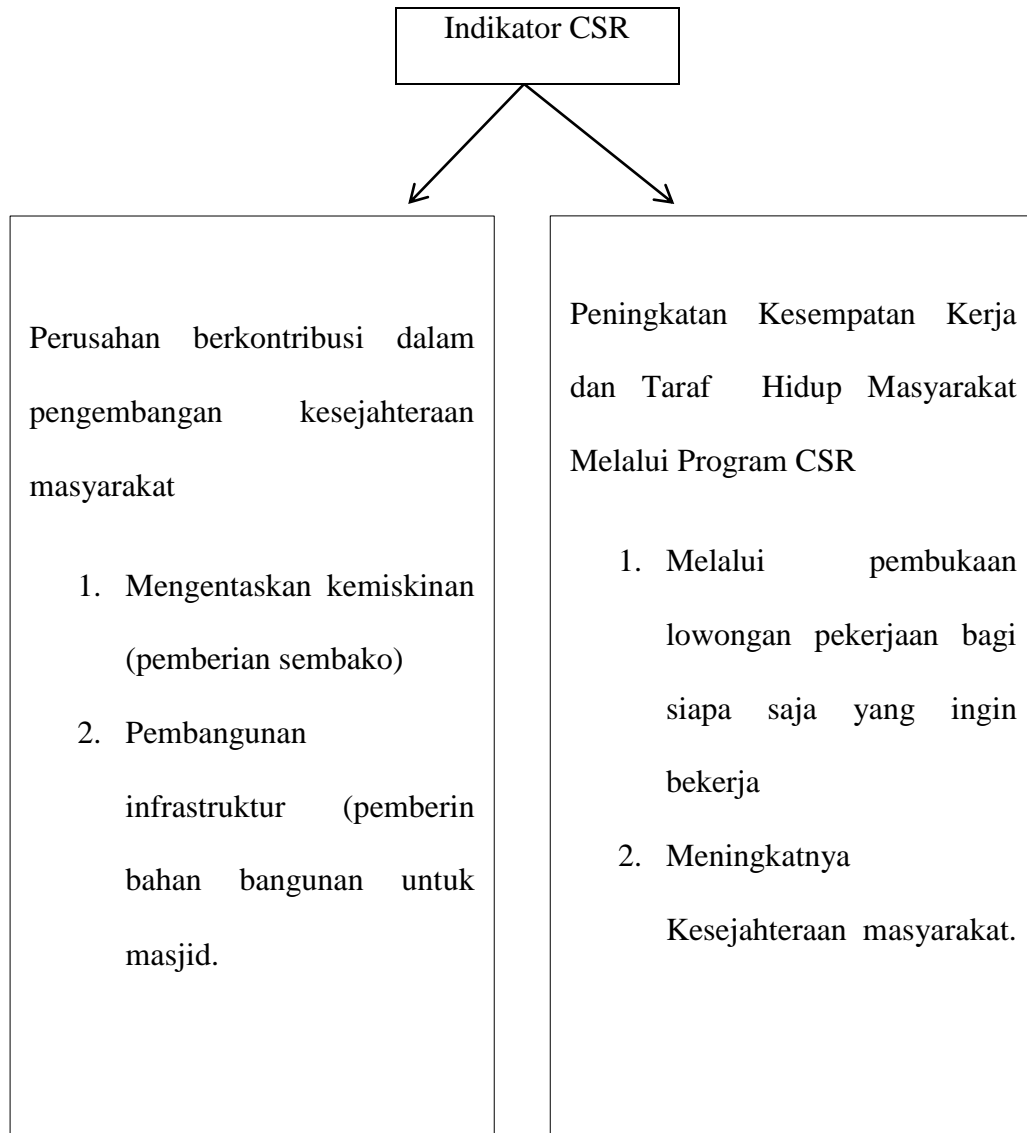 Indikator CSR
Perusahan berkontribusi dalam
pengembangan kesejahteraan
masyarakat
1. Mengentaskan kemiskinan
(pemberian sembako)
2. Pembangunan
infrastruktur (pemberin
bahan bangunan untuk
masjid.
Peningkatan Kesempatan Kerja
dan Taraf Hidup Masyarakat
Melalui Program CSR
1. Melalui pembukaan
lowongan pekerjaan bagi
siapa saja yang ingin
bekerja
2. Meningkatnya
Kesejahteraan masyarakat.